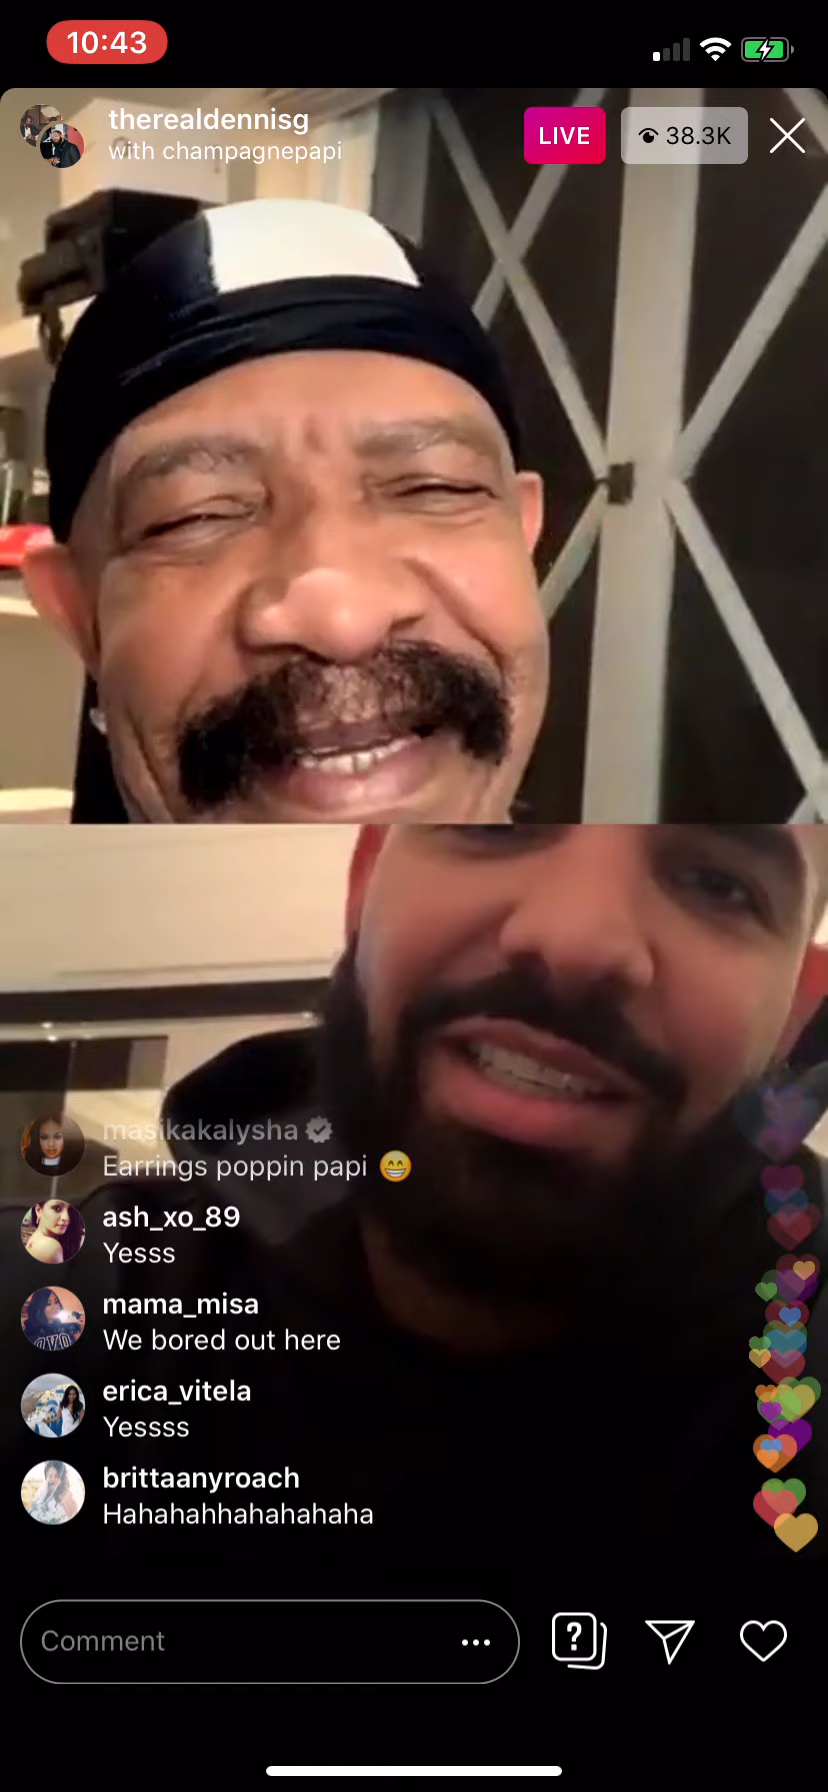 10:43
therealdennisg
with champagnepapi
LIVE
38.3K
masikakalysha
Earrings poppin papi 😁
ash_xo_89
Yesss
mama_misa
We bored out here
erica_vitela
Yessss
brittaanyroach
Hahahahhahahahaha
Comment